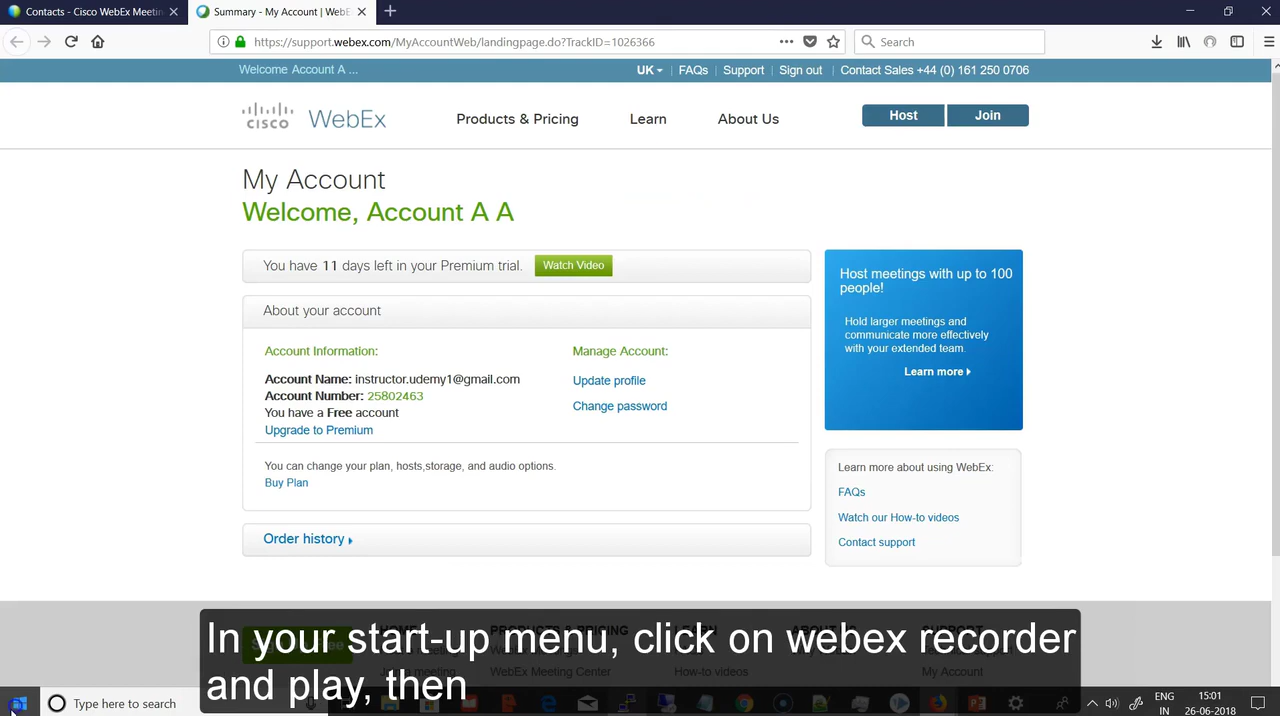 Contacts - Cisco WebEx Meetin
Summary - My Account | WebE
https://support.webex.com/MyAccountWeb/landingpage.do?TrackID=1026366
Search
Welcome Account A ...
UK | FAQs | Support | Sign out | Contact Sales +44 (0) 161 250 0706
cisco WebEx
Products & Pricing Learn About Us
Host Join
My Account
Welcome, Account A A
You have 11 days left in your Premium trial. Watch Video
About your account
Account Information:
Account Name: instructor.udemy1@gmail.com
Account Number: 25802463
You have a Free account
Upgrade to Premium
Manage Account:
Update profile
Change password
You can change your plan, hosts,storage, and audio options.
Buy Plan
Order history
Host meetings with up to 100
people!
Hold larger meetings and
communicate more effectively
with your extended team.
Learn more
Learn more about using WebEx:
FAQs
Watch our How-to videos
Contact support
In your start-up menu, click on webex recorder
and play, then
WebEx Meeting Center
How-to videos
My Account
Type here to search
ENG
IN
15:01
26-06-2018